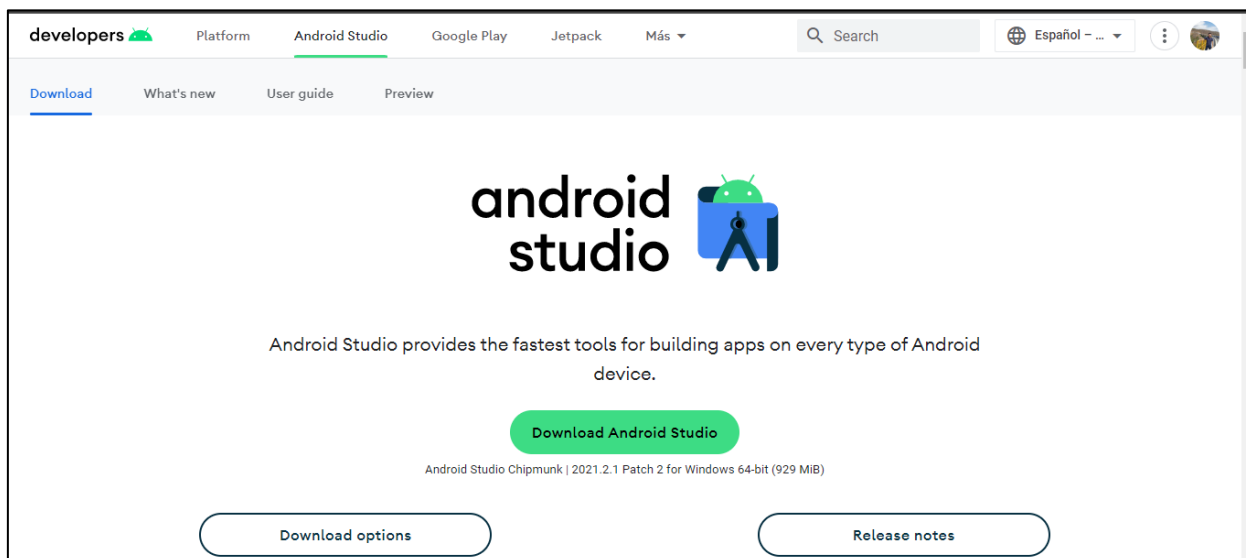 developers Platform Android Studio Google Play Jetpack Más Search Español – ...
Download What's new User guide Preview
android
studio
Android Studio provides the fastest tools for building apps on every type of Android
device.
Download Android Studio
Android Studio Chipmunk | 2021.2.1 Patch 2 for Windows 64-bit (929 MiB)
Download options Release notes